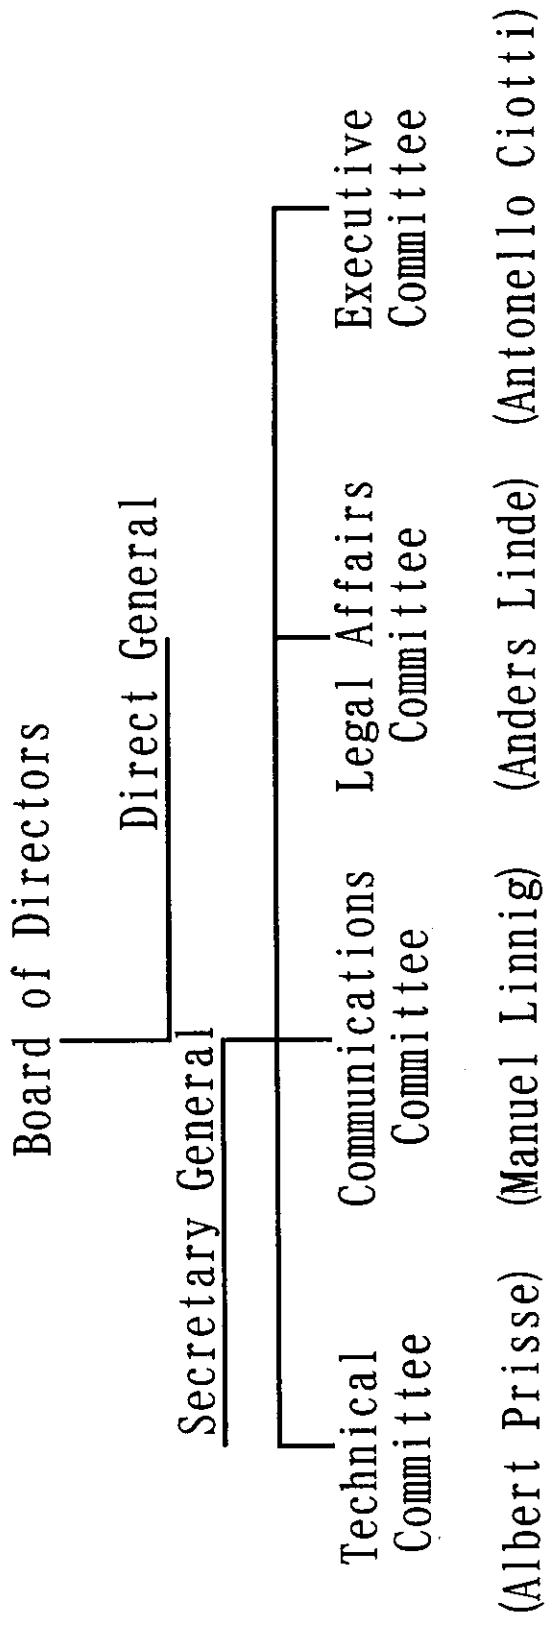 Board of Directors
Direct General
Secretary General
Technical
Committee
Communications
Committee
Legal Affairs
Committee
Executive
Committee
(Albert Prisse)
(Manuel Linnig)
(Anders Linde)
(Antonello Ciotti)